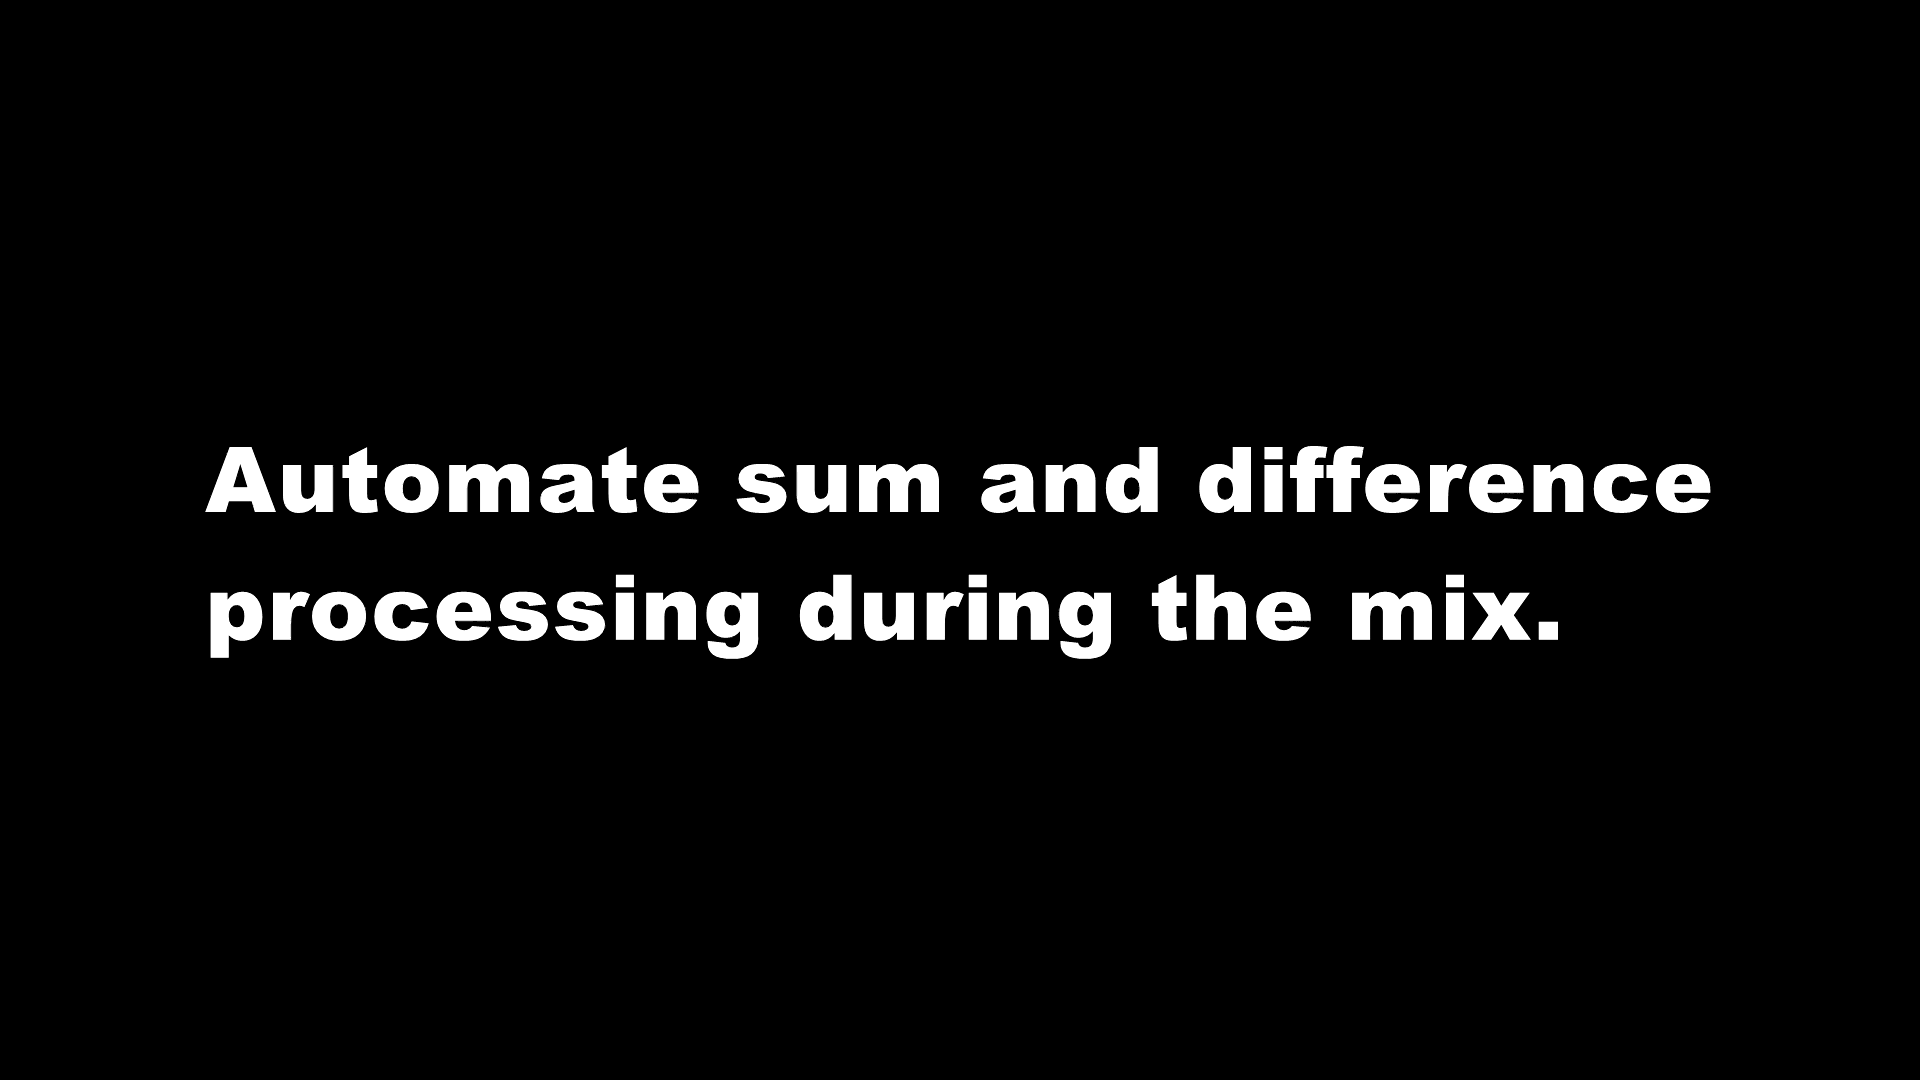 Automate sum and difference
processing during the mix.